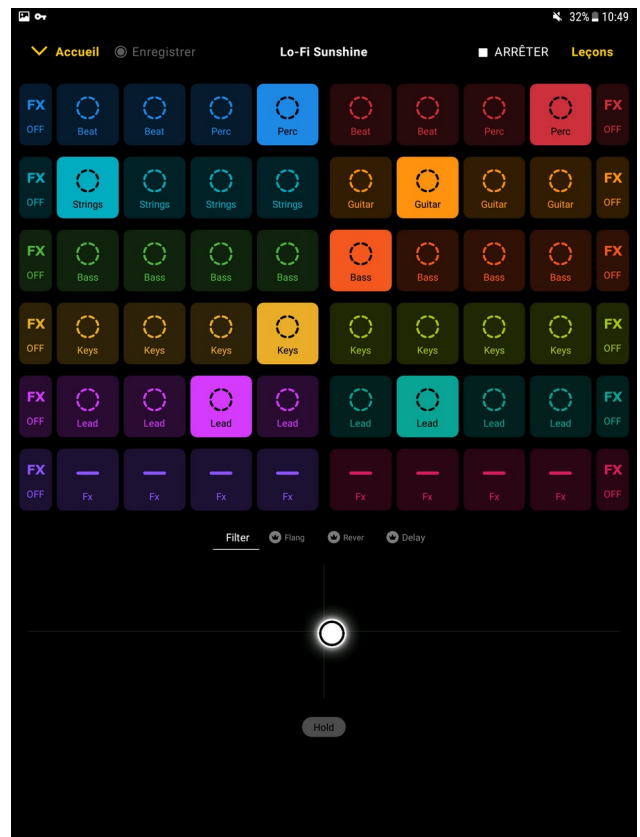 32% 10:49
Accueil Enregistrer Lo-Fi Sunshine ARRÊTER Leçons
FX Beat Beat Perc Perc Beat Beat Perc Perc FX
OFF OFF
FX Strings Strings Strings Strings Guitar Guitar Guitar Guitar FX
OFF OFF
FX Bass Bass Bass Bass Bass Bass Bass Bass FX
OFF OFF
FX Keys Keys Keys Keys Keys Keys Keys Keys FX
OFF OFF
FX Lead Lead Lead Lead Lead Lead Lead Lead FX
OFF OFF
FX Fx Fx Fx Fx Fx Fx Fx Fx FX
OFF OFF
Filter Flang Rever Delay
Hold